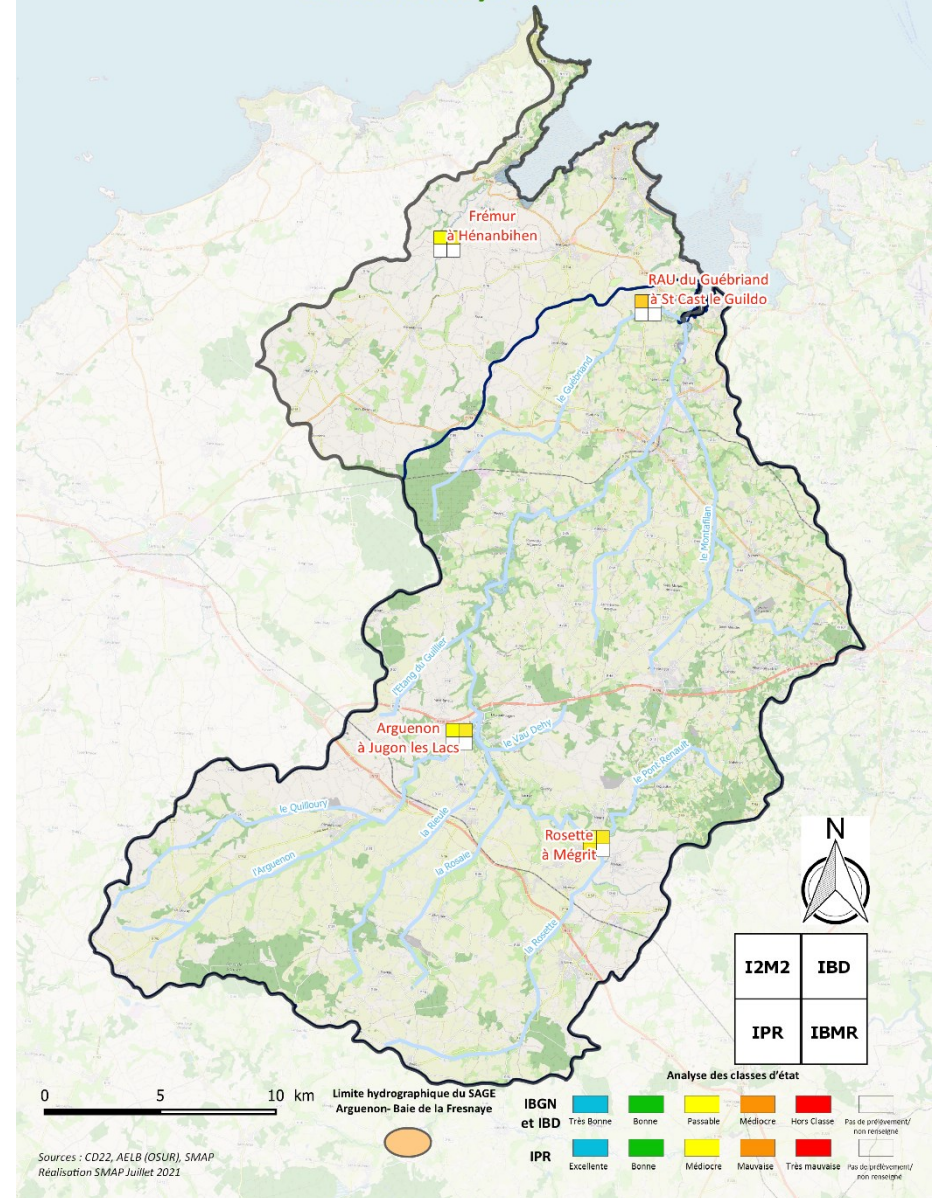 Frémur
à Hénanbihen
RAU du Guébriand
à St Cast le Guildo
le Guébriand
le Montafilan
l'Etang du Guillier
Arguenon
à Jugon les Lacs
le Vau Dehy
le Pont Renault
le Quilloury
la Rieule
l'Arguenon
la Rosaie
Rosette
à Mégrit
la Rosette
N
I2M2 IBD
IPR IBMR
0 5 10 km
Limite hydrographique du SAGE
Arguenon- Baie de la Fresnaye
Analyse des classes d'état
IBGN
et IBD
Très Bonne Bonne Passable Médiocre Hors Classe Pas de prélèvement/
non renseigné
IPR
Excellente Bonne Médiocre Mauvaise Très mauvaise Pas de prélèvement/
non renseigné
Sources : CD22, AELB (OSUR), SMAP
Réalisation SMAP Juillet 2021